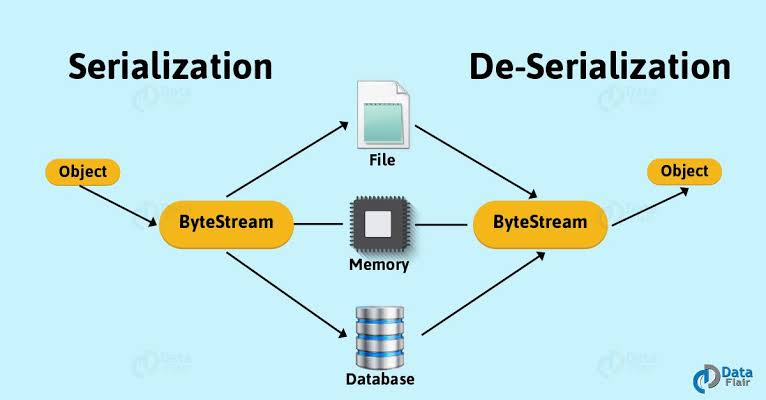 Serialization
De-Serialization
Object
ByteStream
File
Memory
Database
ByteStream
Object
Data
Flair